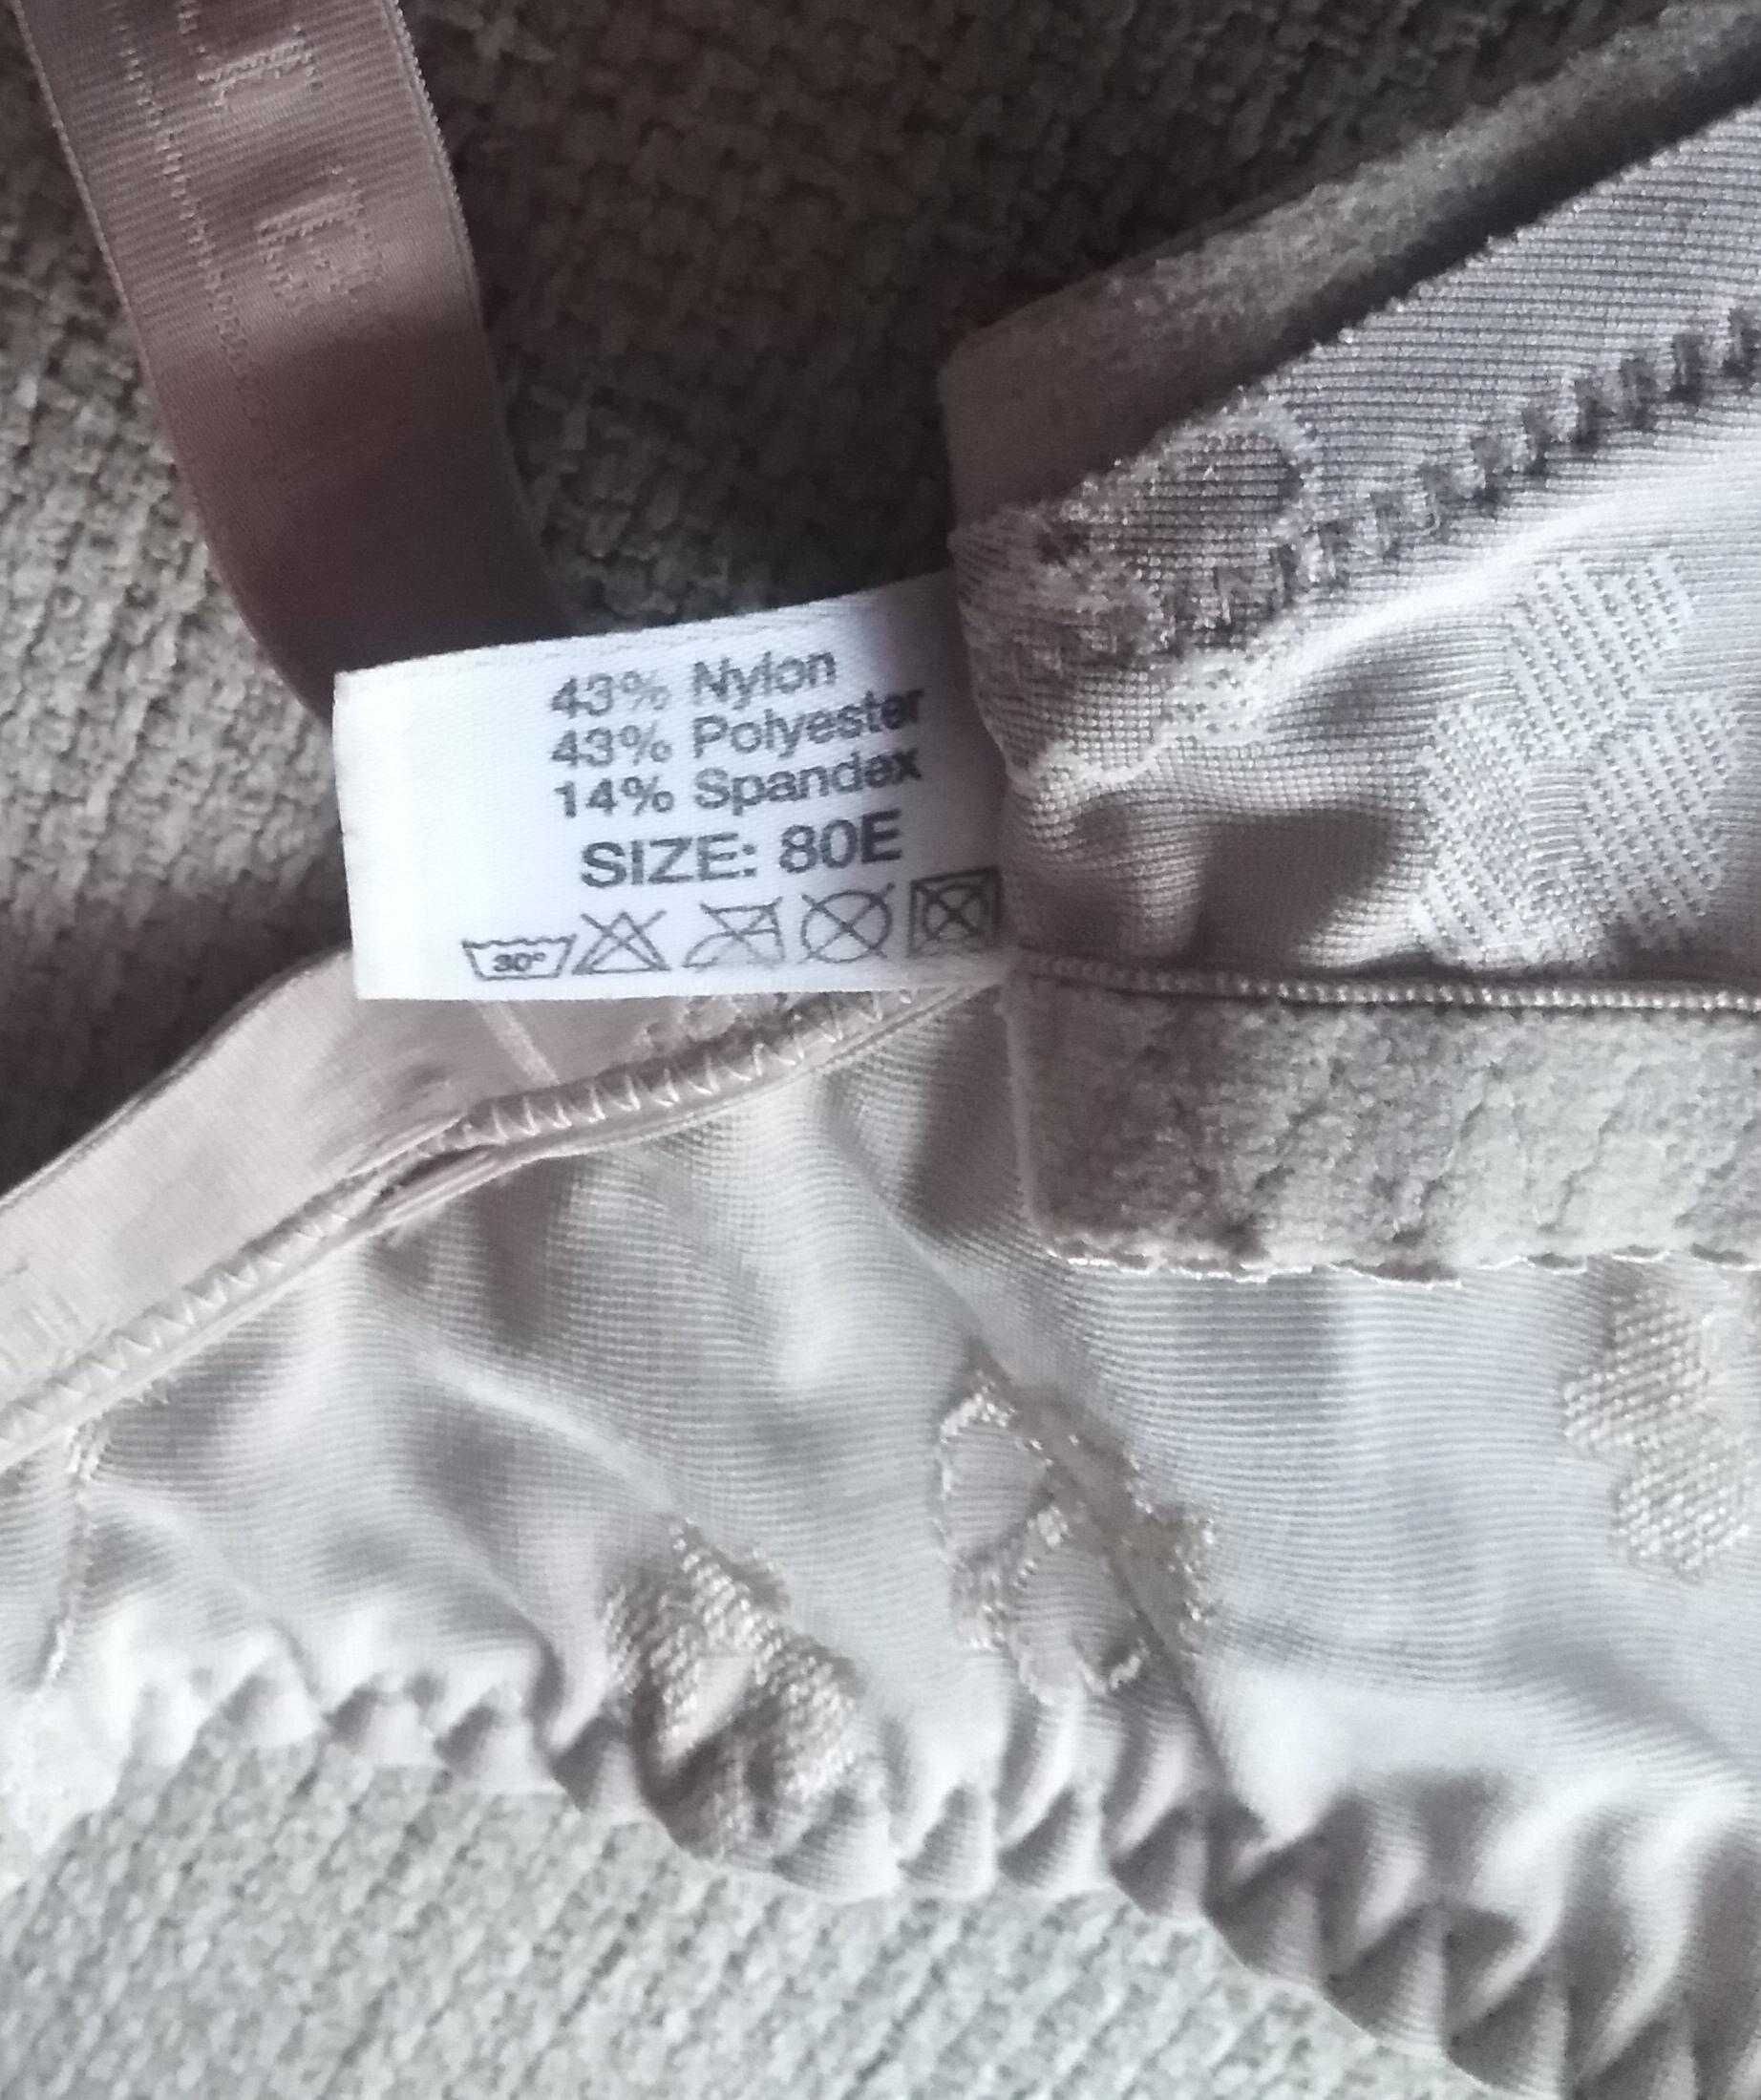 43% Nylon
43% Polyester
14% Spandex
SIZE: 80E
30°